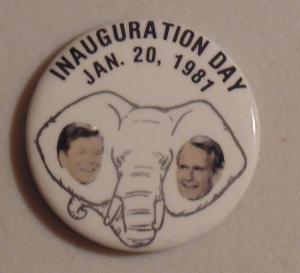 INAUGURATION DAY
JAN. 20, 1981